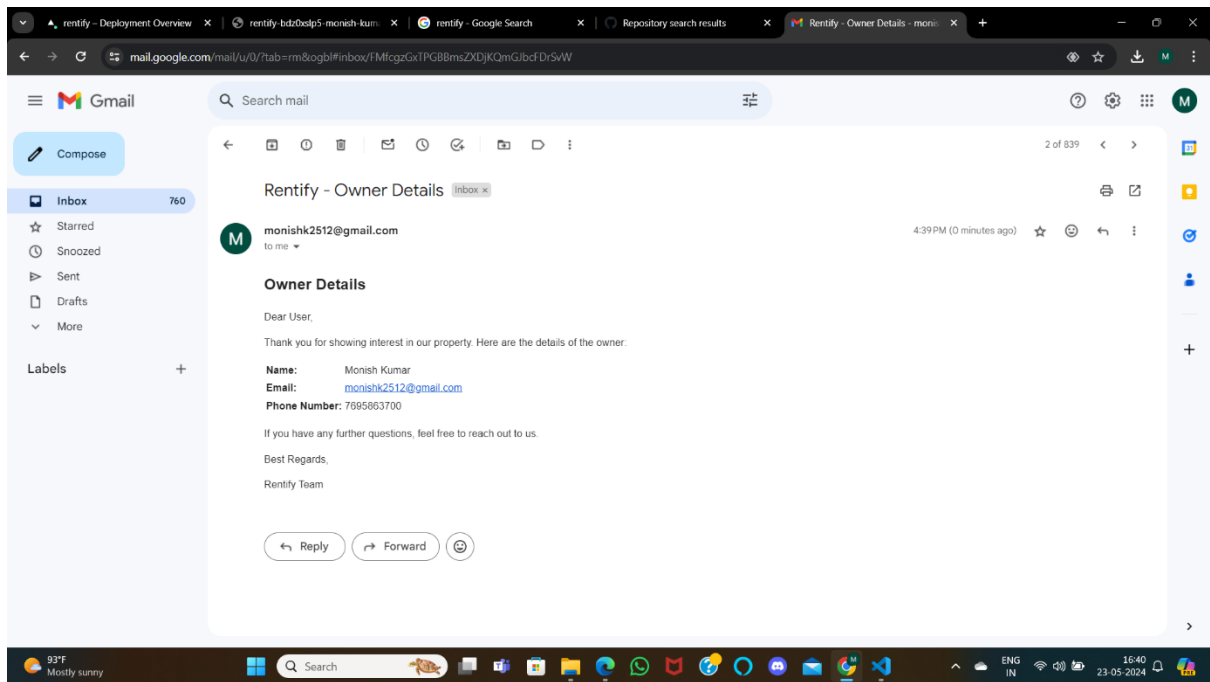 rentify – Deployment Overview
rentify-bdz0xslp5-monish-kum
rentify - Google Search
Repository search results
Rentify - Owner Details - monis
mail.google.com/mail/u/0/?tab=rm&ogbl#inbox/FMfcgzGxTPGBBmsZXDjKQmGJbcFDrSvW
M
Gmail
Search mail
M
Compose
2 of 839
31
Inbox 760
Starred
Snoozed
Sent
Drafts
More
Labels
Rentify - Owner Details Inbox ×
M
monishk2512@gmail.com
4:39 PM (0 minutes ago)
to me
Owner Details
Dear User,
Thank you for showing interest in our property. Here are the details of the owner:
Name: Monish Kumar
Email: monishk2512@gmail.com
Phone Number: 7695863700
If you have any further questions, feel free to reach out to us.
Best Regards,
Rentify Team
Reply
Forward
93°F
Mostly sunny
Search
ENG
IN
16:40
23-05-2024